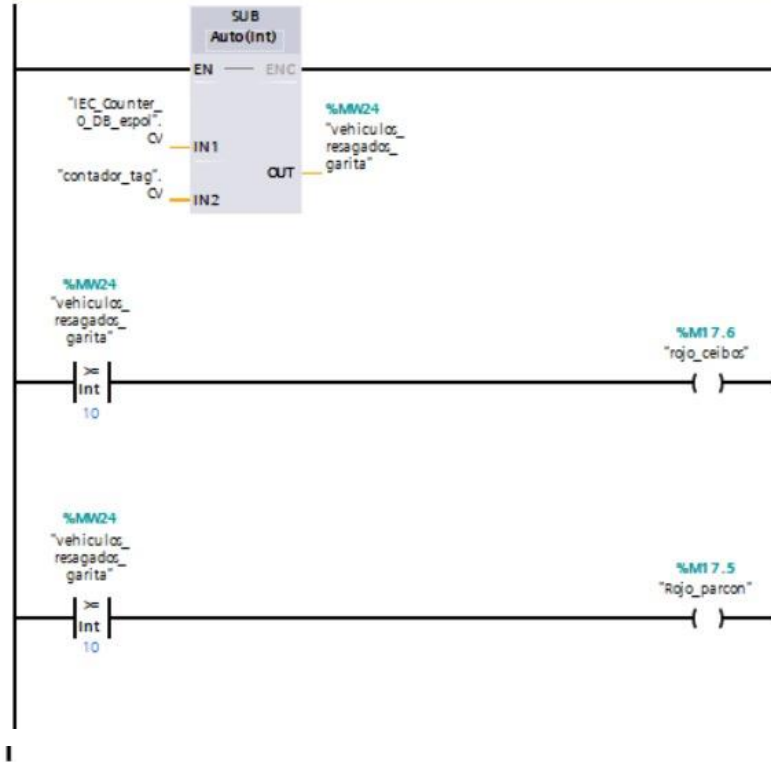 SUB
Auto(Int)
EN
ENO
"IEC_Counter_
0_DB_espol".
CV
IN1
"contador_tag".
CV
IN2
OUT
%MW24
"vehiculos_
resagados_
garita"
%MW24
"vehiculos_
resagados_
garita"
>=
Int
10
%M17.6
"rojo_ceibos"
%MW24
"vehiculos_
resagados_
garita"
>=
Int
10
%M17.5
"Rojo_parcon"